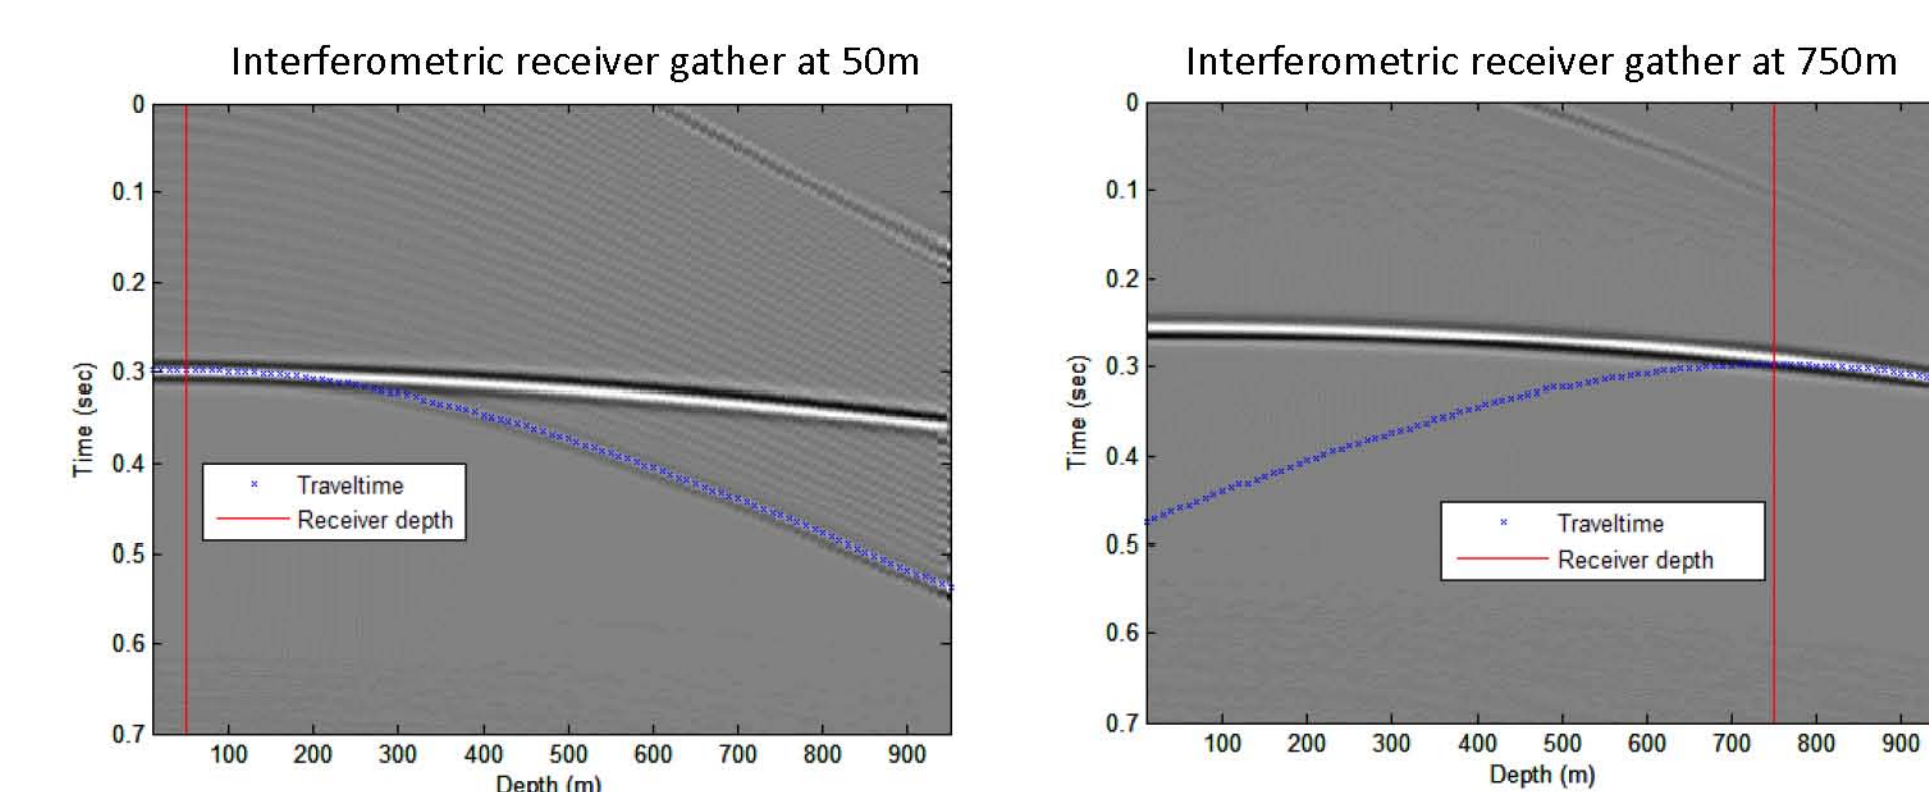 Interferometric receiver gather at 50m
0
0.1
0.2
0.3
0.4
0.5
0.6
0.7
Time (sec)
Traveltime
Receiver depth
100 200 300 400 500 600 700 800 900
Depth (m)
Interferometric receiver gather at 750m
0
0.1
0.2
0.3
0.4
0.5
0.6
0.7
Time (sec)
Traveltime
Receiver depth
100 200 300 400 500 600 700 800 900
Depth (m)